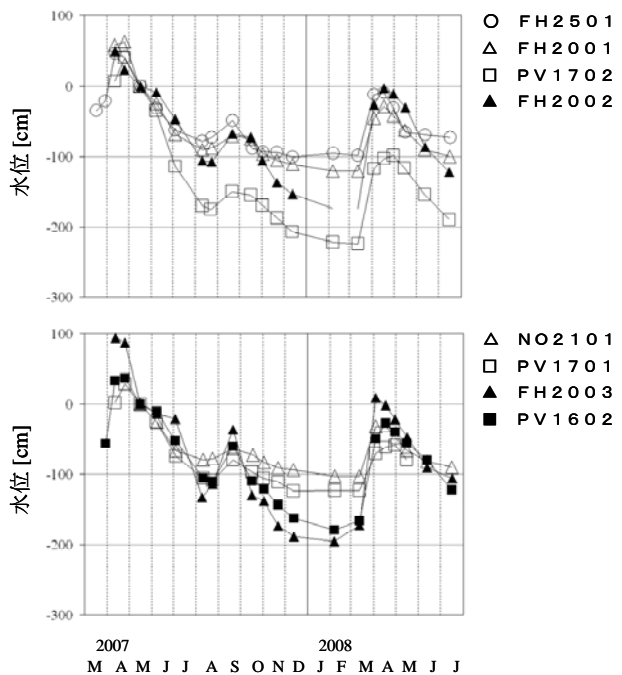 100
0
-100
-200
-300
水位 [cm]
ＦＨ２５０１
ＦＨ２００１
ＰＶ１７０２
ＦＨ２００２
100
0
-100
-200
-300
水位 [cm]
ＮＯ２１０１
ＰＶ１７０１
ＦＨ２００３
ＰＶ１６０２
2007 2008
M A M J J A S O N D J F M A M J J